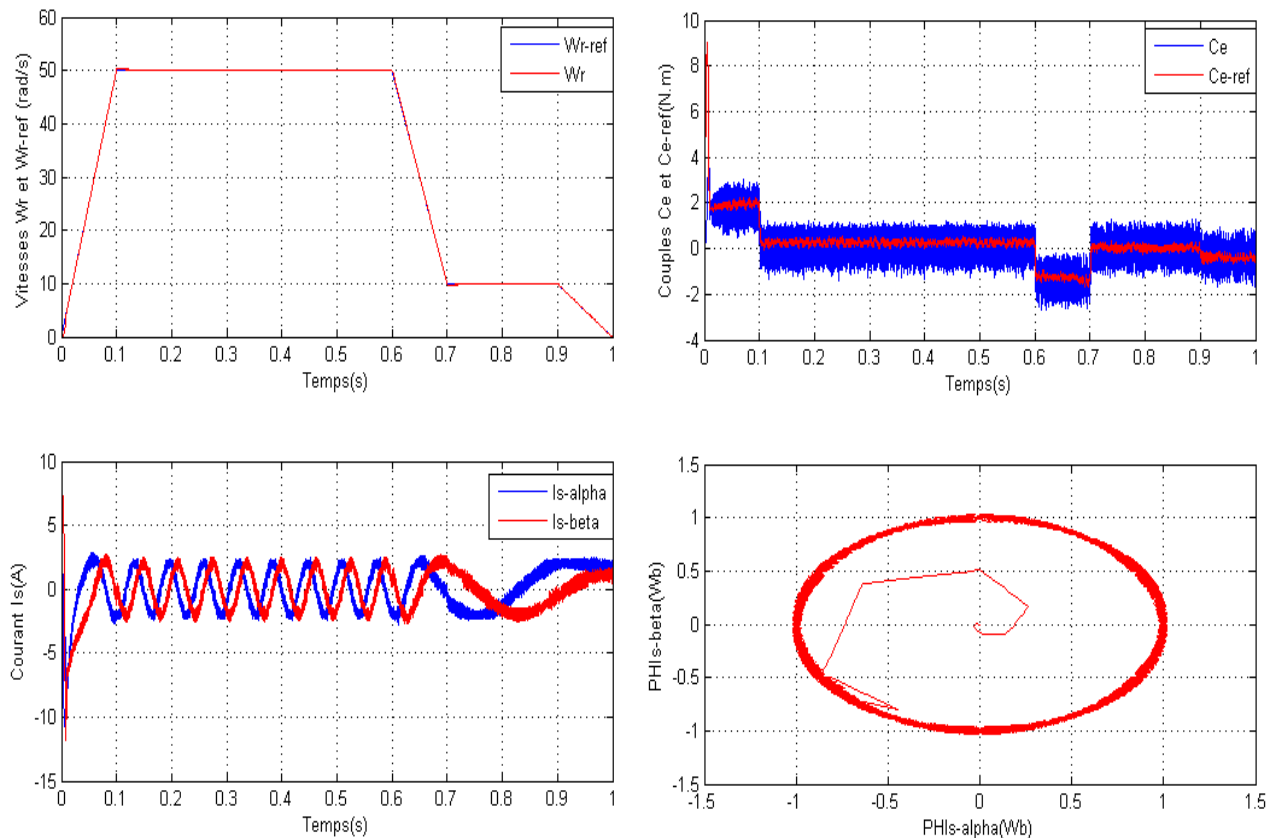 Vitesses Wr et Wr-ref (rad/s)
60
50
40
30
20
10
0
Wr-ref
Wr
0 0.1 0.2 0.3 0.4 0.5 0.6 0.7 0.8 0.9 1
Temps(s)
Couples Ce et Ce-ref(N.m)
10
8
6
4
2
0
-2
-4
Ce
Ce-ref
0 0.1 0.2 0.3 0.4 0.5 0.6 0.7 0.8 0.9 1
Temps(s)
Courant Is(A)
10
5
0
-5
-10
-15
Is-alpha
Is-beta
0 0.1 0.2 0.3 0.4 0.5 0.6 0.7 0.8 0.9 1
Temps(s)
PHIs-beta(Wb)
1.5
1
0.5
0
-0.5
-1
-1.5
-1.5 -1 -0.5 0 0.5 1 1.5
PHIs-alpha(Wb)